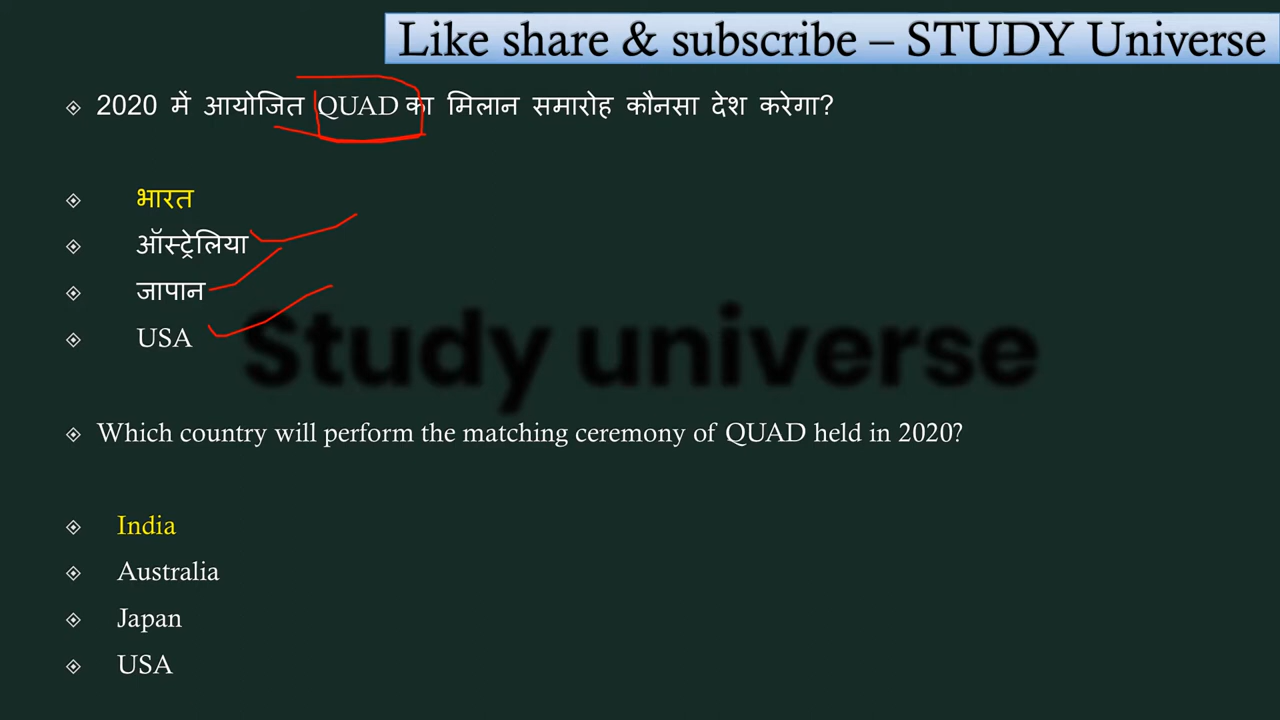 Like share & subscribe – STUDY Universe
2020 में आयोजित QUAD का मिलान समारोह कौनसा देश करेगा?
भारत
ऑस्ट्रेलिया
जापान
USA
Study universe
Which country will perform the matching ceremony of QUAD held in 2020?
India
Australia
Japan
USA